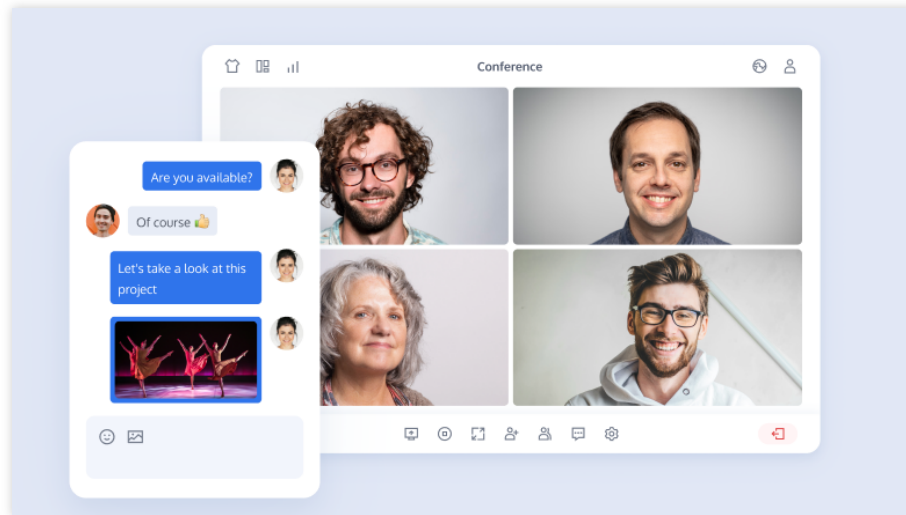 Conference
Are you available?
Of course 👍
Let's take a look at this
project